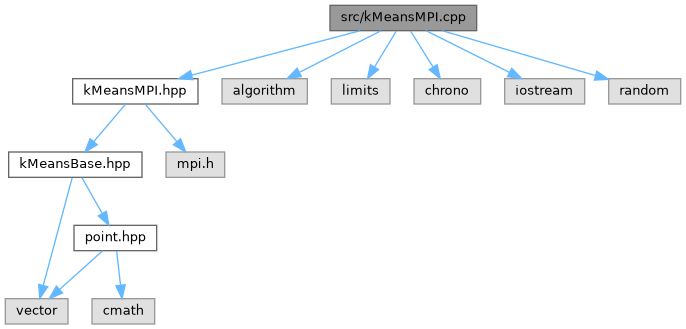 src/kMeansMPI.cpp
kMeansMPI.hpp
algorithm
limits
chrono
iostream
random
kMeansBase.hpp
mpi.h
point.hpp
vector
cmath